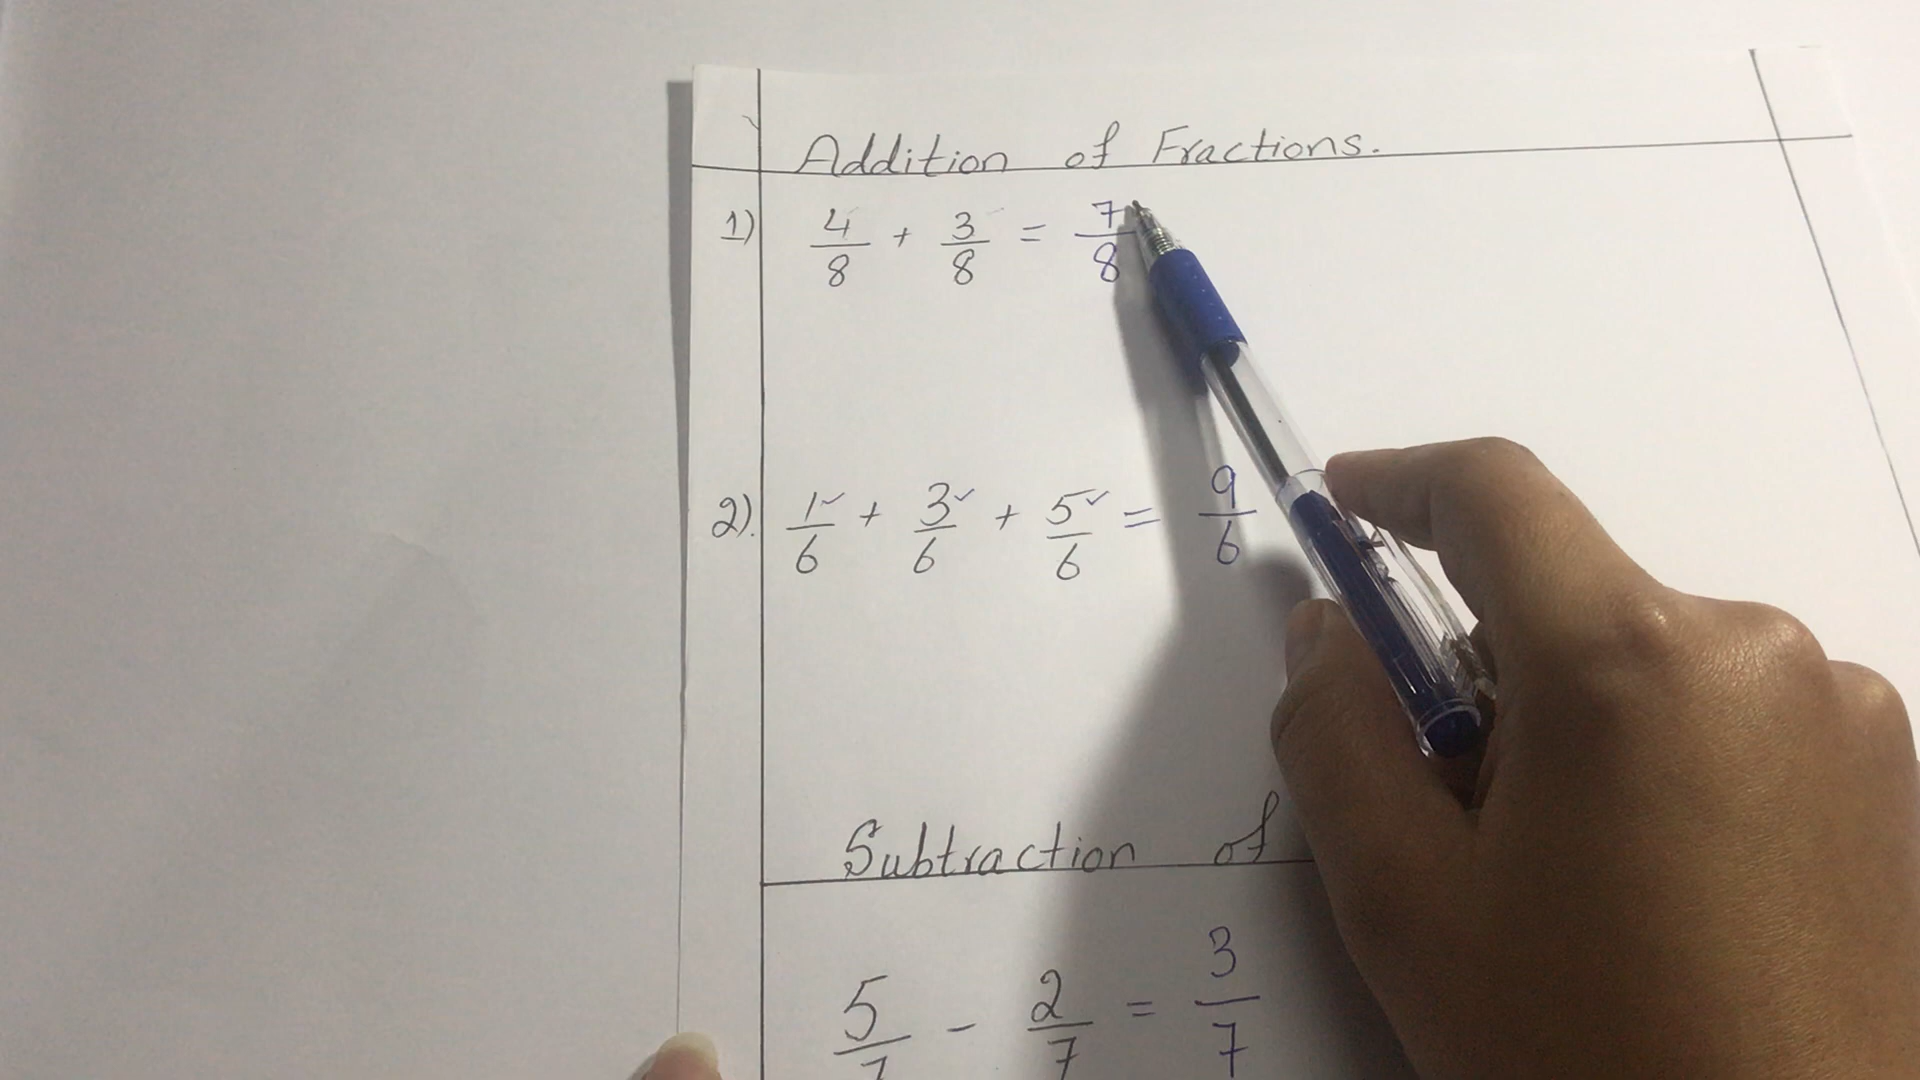 Addition of Fractions.
1) 4/8 + 3/8 = 7/8
2). 1/6 + 3/6 + 5/6 = 9/6
Subtraction of
5/7 - 2/7 = 3/7